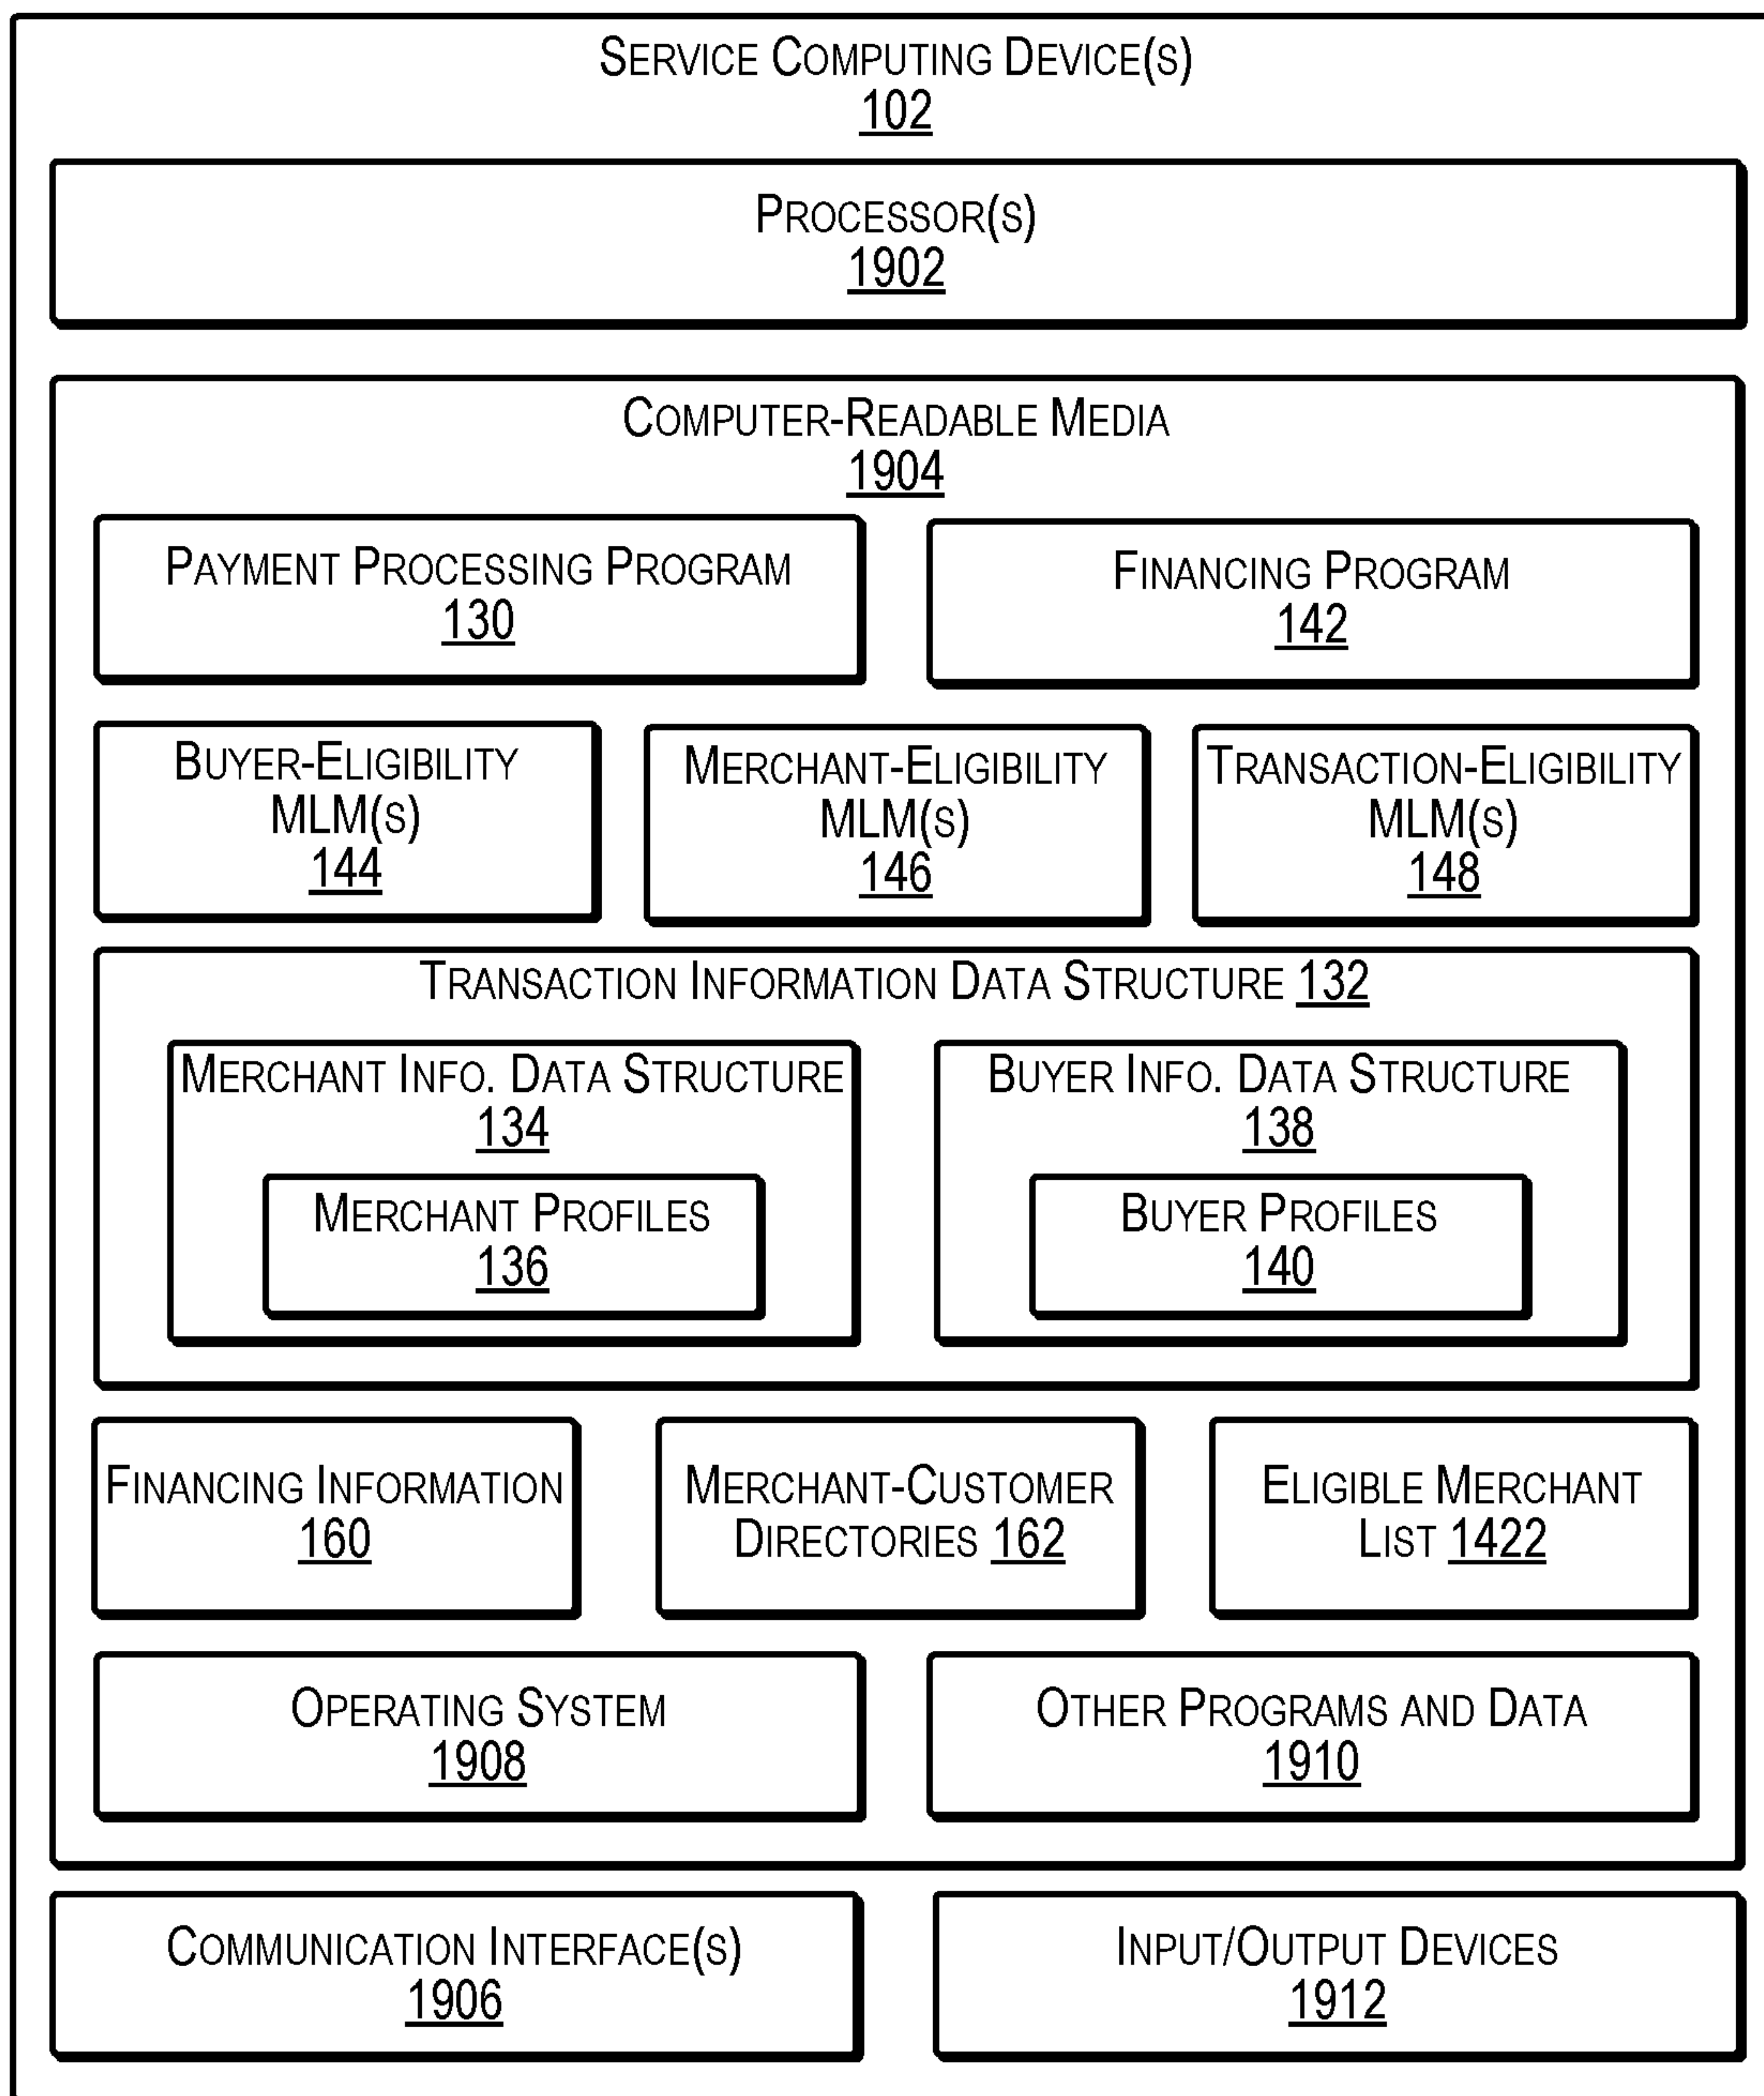 SERVICE COMPUTING DEVICE(S)
102
PROCESSOR(S)
1902
COMPUTER-READABLE MEDIA
1904
PAYMENT PROCESSING PROGRAM
130
FINANCING PROGRAM
142
BUYER-ELIGIBILITY
MLM(S)
144
MERCHANT-ELIGIBILITY
MLM(S)
146
TRANSACTION-ELIGIBILITY
MLM(S)
148
TRANSACTION INFORMATION DATA STRUCTURE 132
MERCHANT INFO. DATA STRUCTURE
134
MERCHANT PROFILES
136
BUYER INFO. DATA STRUCTURE
138
BUYER PROFILES
140
FINANCING INFORMATION
160
MERCHANT-CUSTOMER
DIRECTORIES 162
ELIGIBLE MERCHANT
LIST 1422
OPERATING SYSTEM
1908
OTHER PROGRAMS AND DATA
1910
COMMUNICATION INTERFACE(S)
1906
INPUT/OUTPUT DEVICES
1912